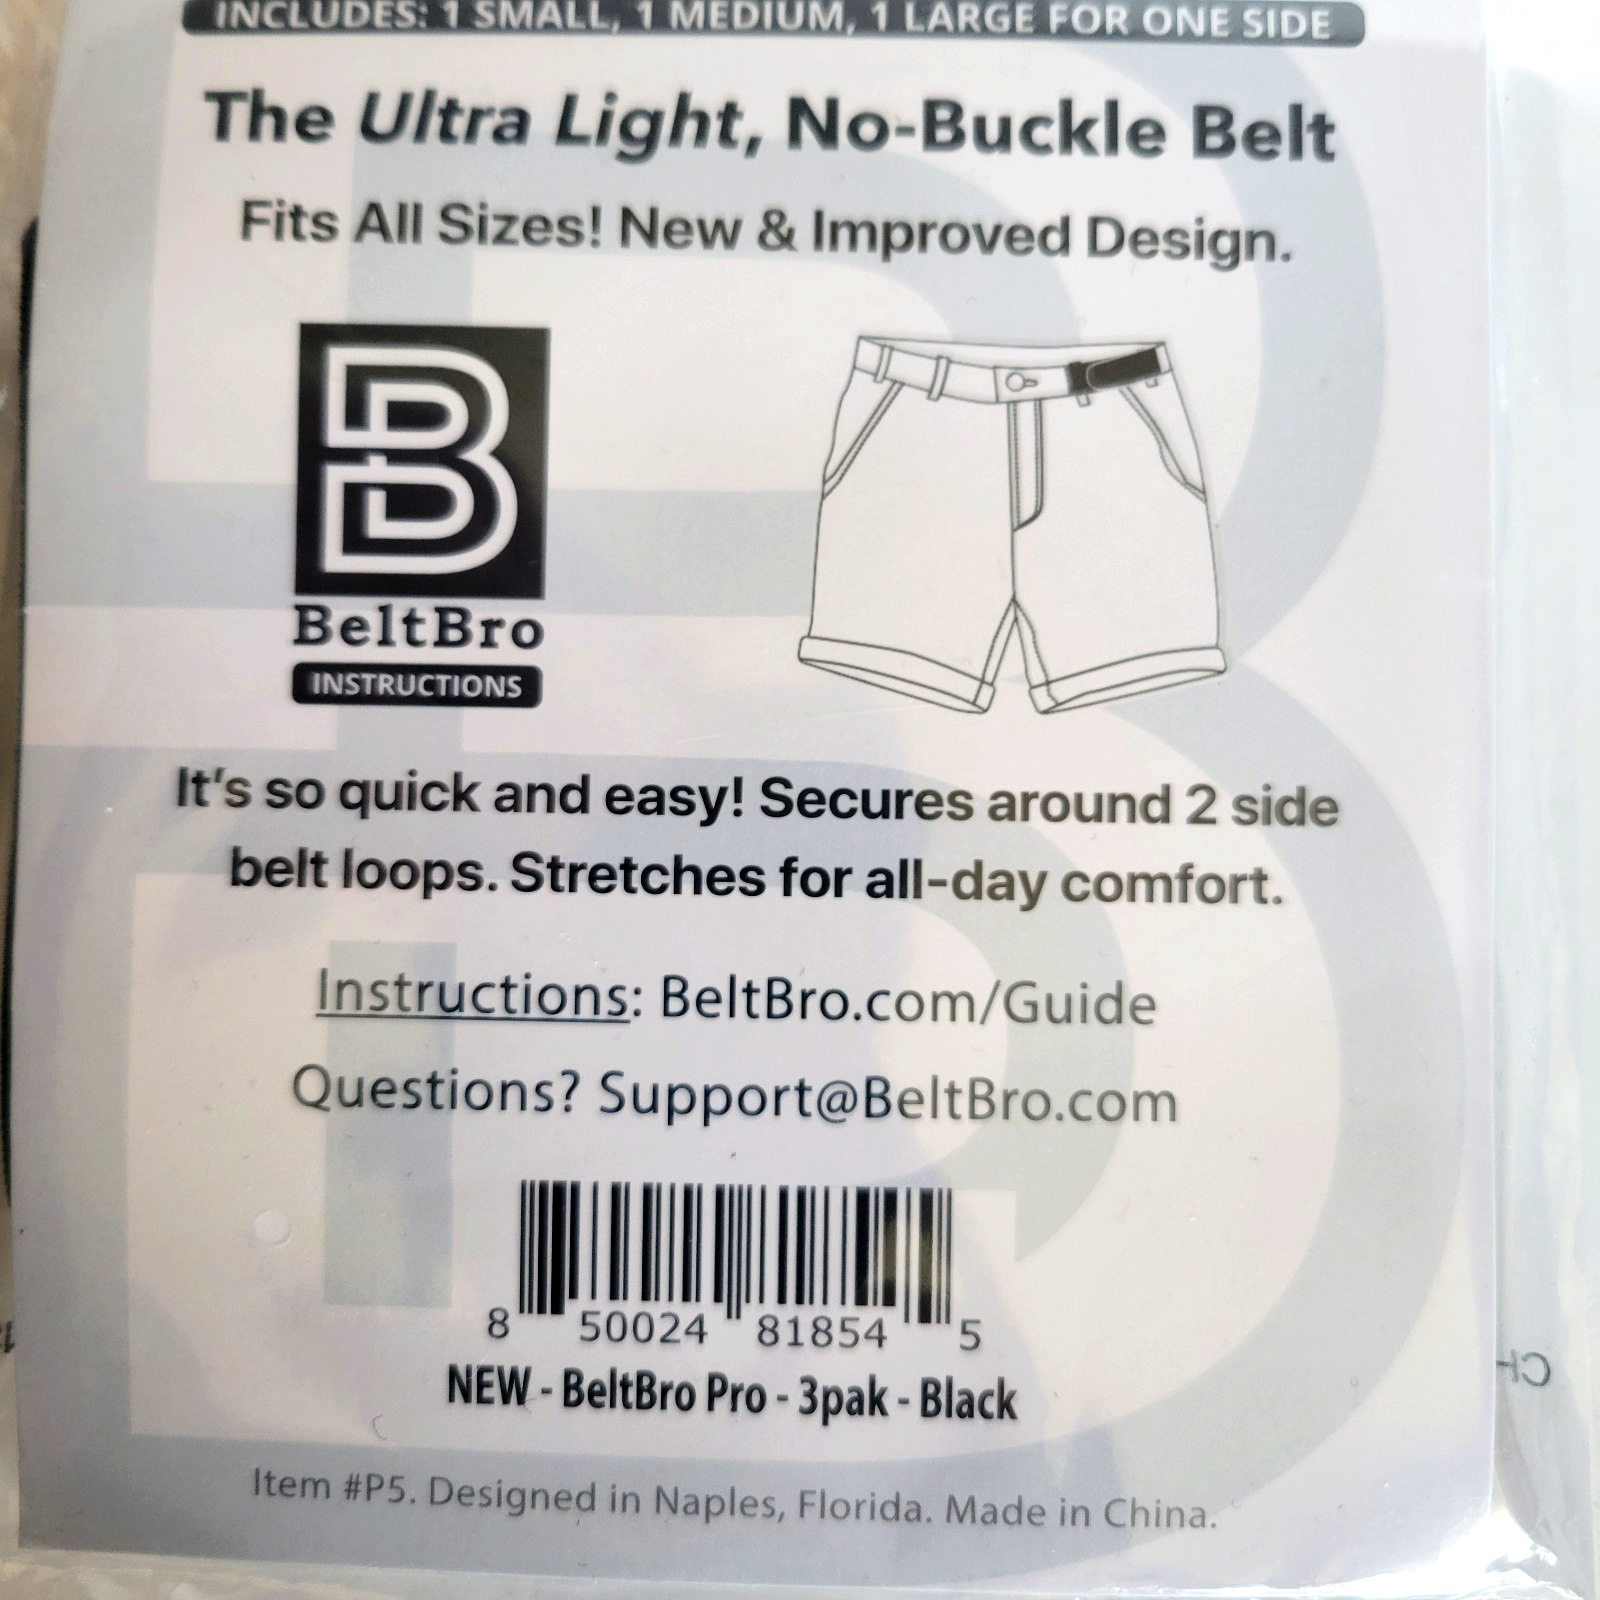 INCLUDES: 1 SMALL, 1 MEDIUM, 1 LARGE FOR ONE SIDE
The Ultra Light, No-Buckle Belt
Fits All Sizes! New & Improved Design.
B
BeltBro
INSTRUCTIONS
It's so quick and easy! Secures around 2 side
belt loops. Stretches for all-day comfort.
Instructions: BeltBro.com/Guide
Questions? Support@BeltBro.com
8 50024 81854 5
NEW - BeltBro Pro - 3pak - Black
Item #P5. Designed in Naples, Florida. Made in China.